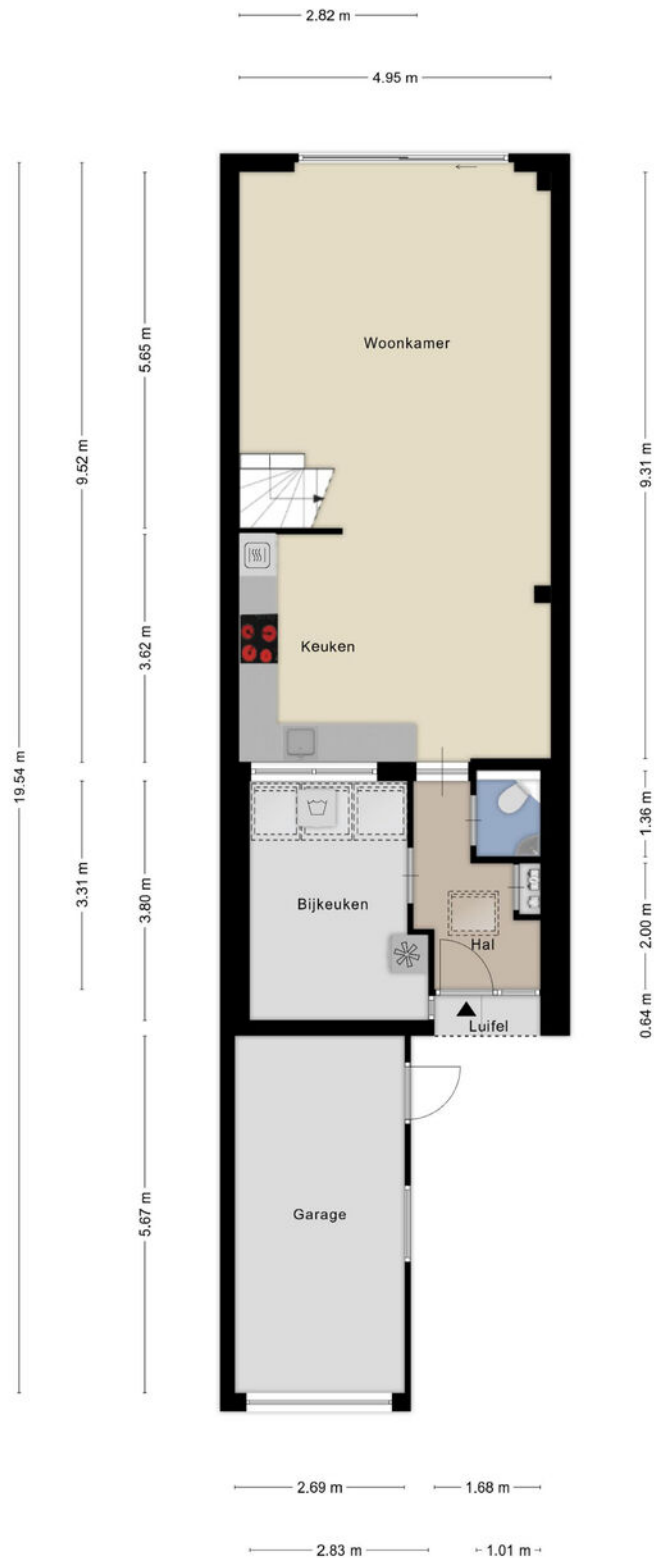 2.82 m
4.95 m
Woonkamer
5.65 m
9.52 m
9.31 m
Keuken
3.62 m
19.54 m
1.36 m
3.31 m
3.80 m
Bijkeuken
2.00 m
Hal
0.64 m
Luifel
5.67 m
Garage
2.69 m
1.68 m
2.83 m
1.01 m